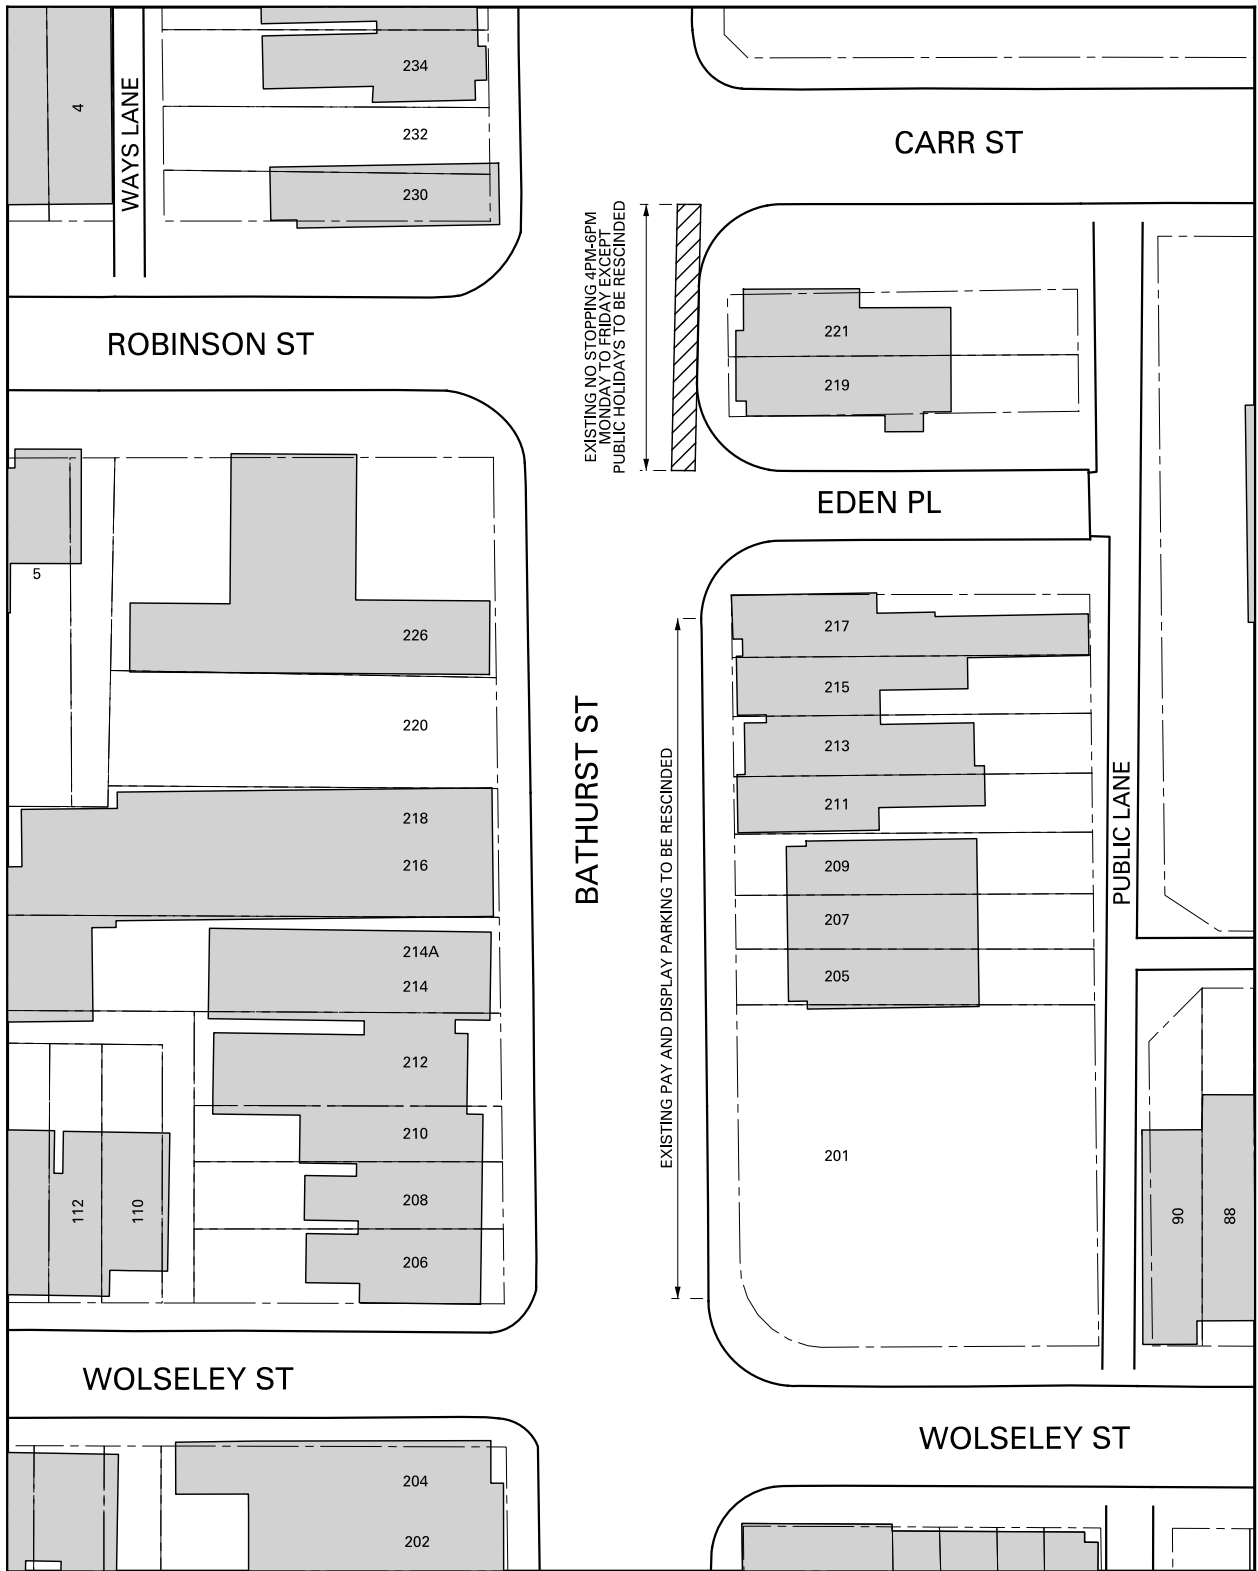 234
4
WAYS LANE
232
CARR ST
230
EXISTING NO STOPPING 4PM-6PM
MONDAY TO FRIDAY EXCEPT
PUBLIC HOLIDAYS TO BE RESCINDED
ROBINSON ST
221
219
EDEN PL
5
226
217
215
220
BATHURST ST
213
EXISTING PAY AND DISPLAY PARKING TO BE RESCINDED
PUBLIC LANE
211
218
216
209
207
214A
214
205
212
210
201
208
112
110
90
88
206
WOLSELEY ST
WOLSELEY ST
204
202